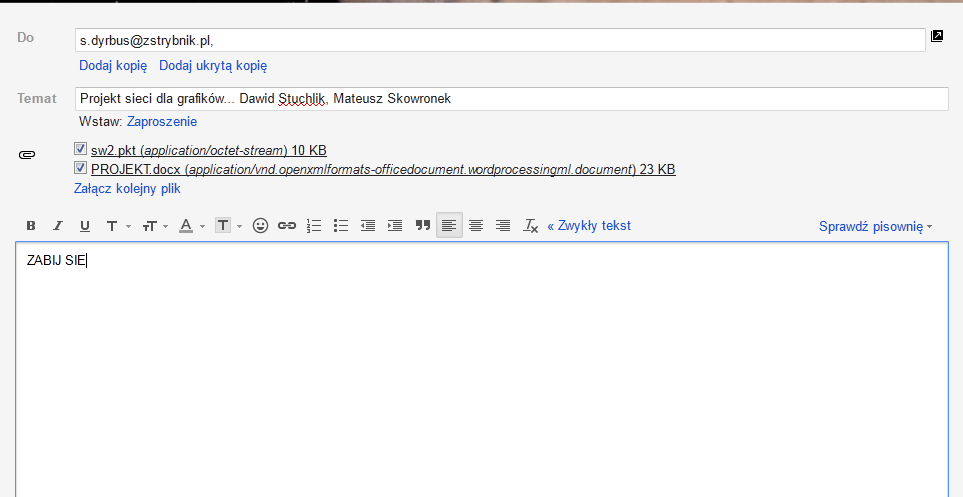 Do s.dyrbus@zstrybnik.pl,
Dodaj kopię Dodaj ukrytą kopię
Temat Projekt sieci dla grafików... Dawid Stuchlik, Mateusz Skowronek
Wstaw: Zaproszenie
sw2.pkt (application/octet-stream) 10 KB
PROJEKT.docx (application/vnd.openxmlformats-officedocument.wordprocessingml.document) 23 KB
Załącz kolejny plik
B I U T тT A T « Zwykły tekst Sprawdź pisownię
ZABIJ SIE